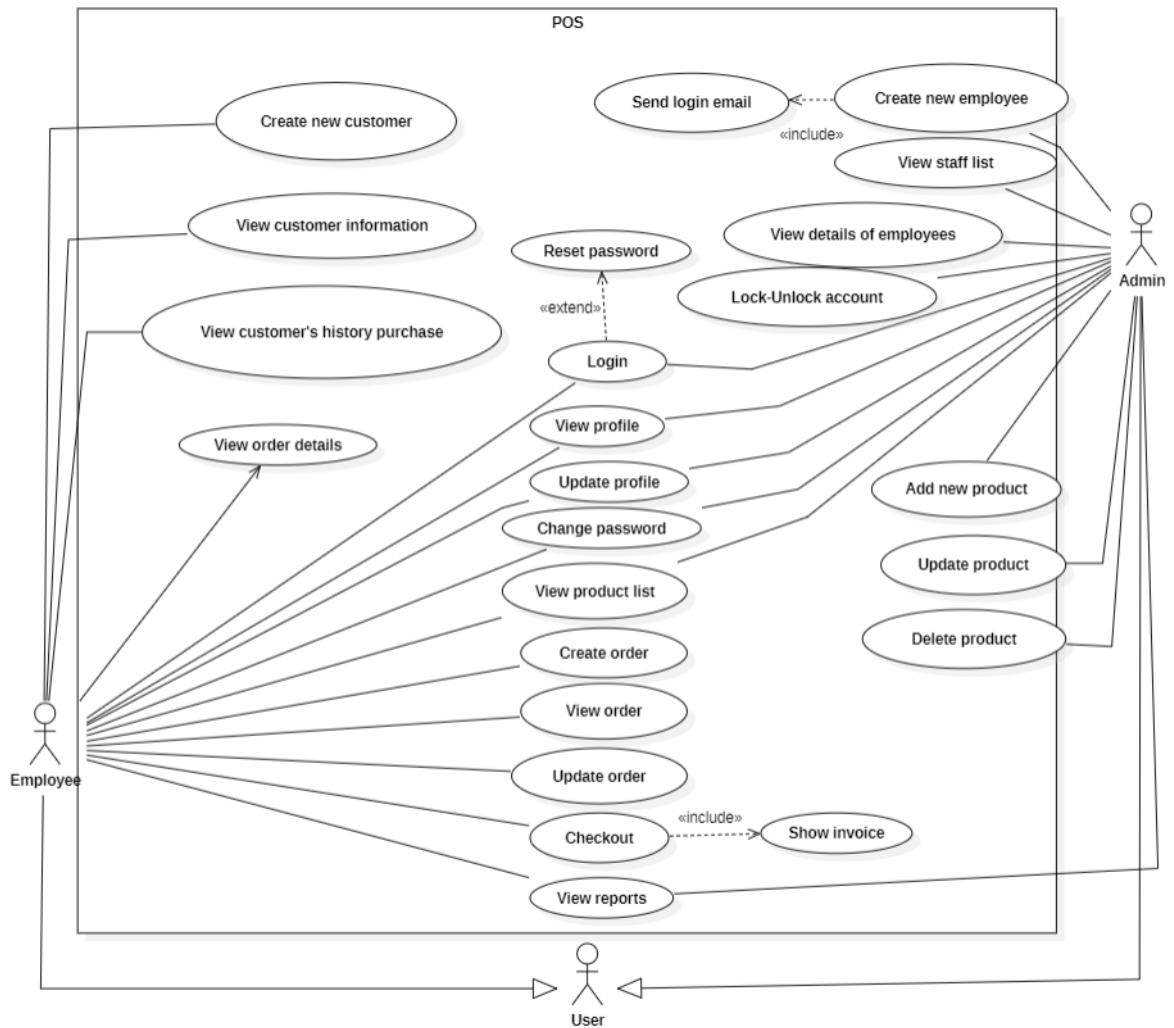 POS
Send login email
Create new employee
Create new customer
«include»
View staff list
View customer information
View details of employees
Reset password
Admin
Lock-Unlock account
«extend»
View customer's history purchase
Login
View profile
View order details
Update profile
Add new product
Change password
Update product
View product list
Delete product
Create order
View order
Update order
Employee
«include»
Checkout
Show invoice
View reports
User